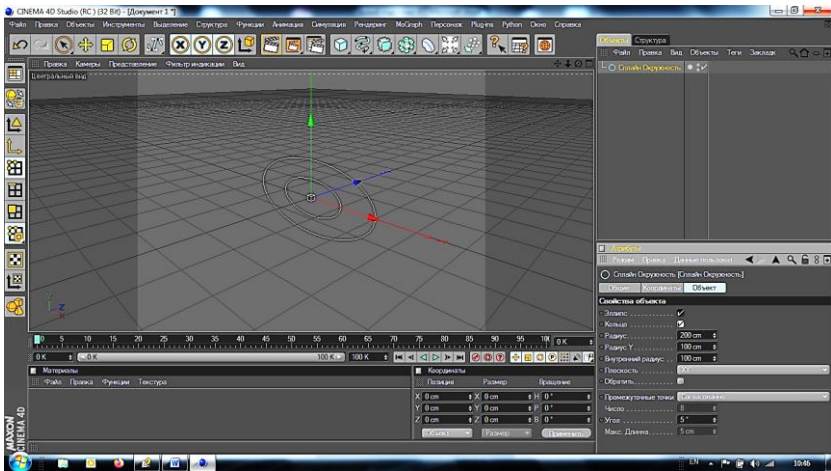 CINEMA 4D Studio (RC) (32 Bit) - [Документ 1 *]
Файл Правка Объекты Инструменты Выделение Структура Функции Анимация Симуляция Рендеринг MoGraph Персонаж Plug-ins Python Окно Справка
Объекты Структура
Файл Правка Вид Объекты Теги Закладк
Сплайн Окружность
Правка Камеры Представление Фильтр индикации Вид
Центральный вид
Y
Z
X
Атрибуты
Режим Правка Данные пользоват
Сплайн Окружность [Сплайн Окружность]
Общие Координаты Объект
Свойства объекта
Эллипс
Кольцо
Радиус 200 cm
Радиус Y 100 cm
Внутренний радиус 100 cm
Плоскость XY
Обратить
Промежуточные точки Согласованно
Число 8
Угол 5°
Макс. Длинна 5 cm
0 5 10 15 20 25 30 35 40 45 50 55 60 65 70 75 80 85 90 95 10( 0 K
0 K 0 K 100 K 100 K
Материалы
Файл Правка Функции Текстура
Координаты
Позиция Размер Вращение
X 0 cm X 0 cm H 0°
Y 0 cm Y 0 cm P 0°
Z 0 cm Z 0 cm B 0°
Объект Размер Применить
MAXON CINEMA 4D
EN 10:46